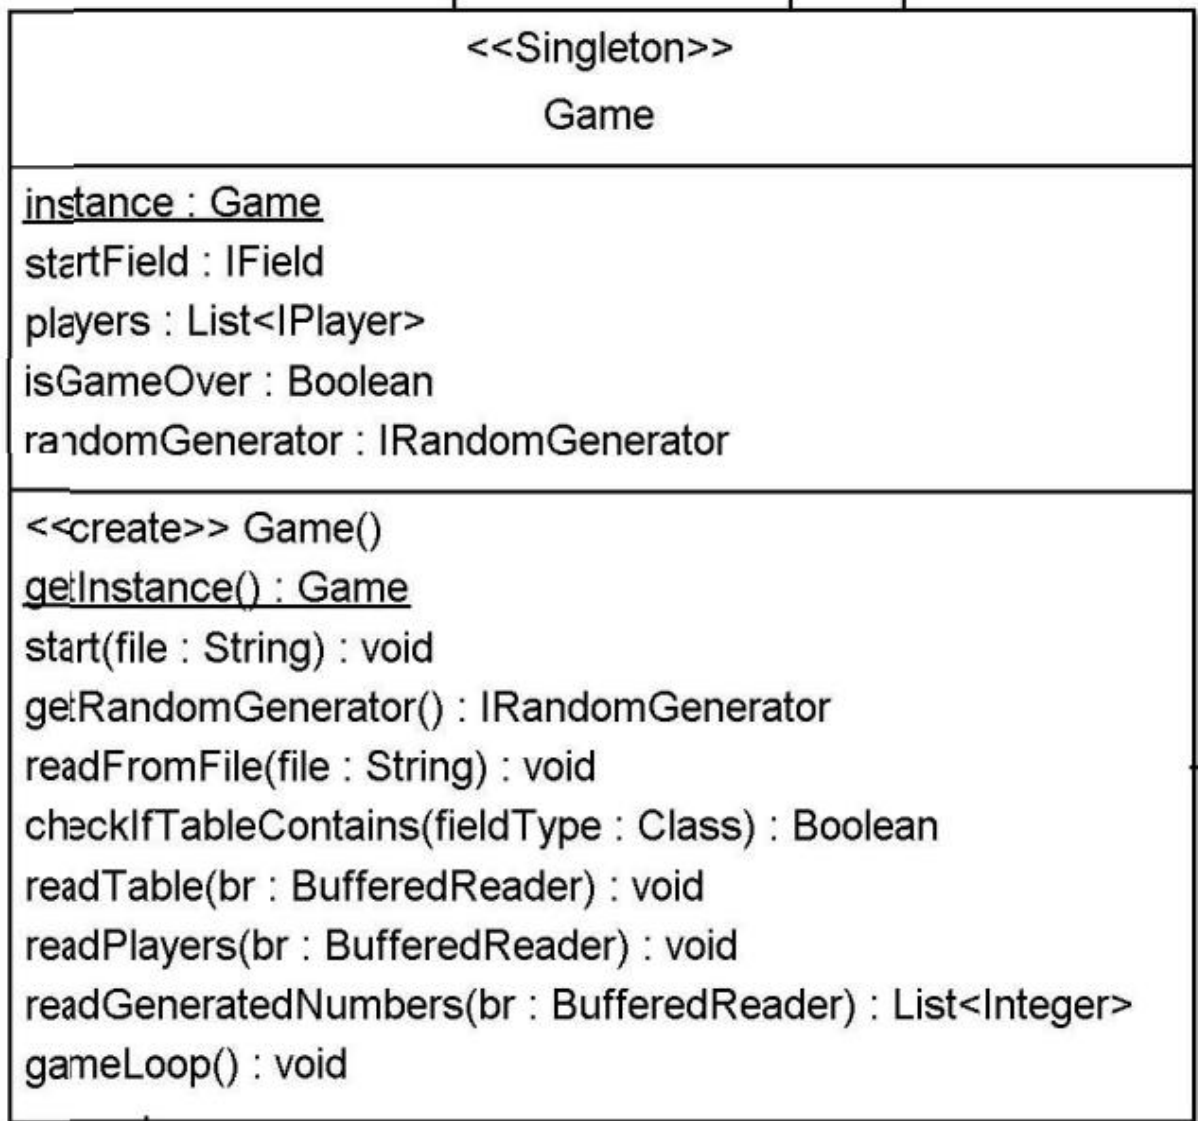 <<Singleton>>
Game
instance : Game
startField : IField
players : List<IPlayer>
isGameOver : Boolean
randomGenerator : IRandomGenerator
<<create>> Game()
getInstance() : Game
start(file : String) : void
getRandomGenerator() : IRandomGenerator
readFromFile(file : String) : void
checkIfTableContains(fieldType : Class) : Boolean
readTable(br : BufferedReader) : void
readPlayers(br : BufferedReader) : void
readGeneratedNumbers(br : BufferedReader) : List<Integer>
gameLoop() : void